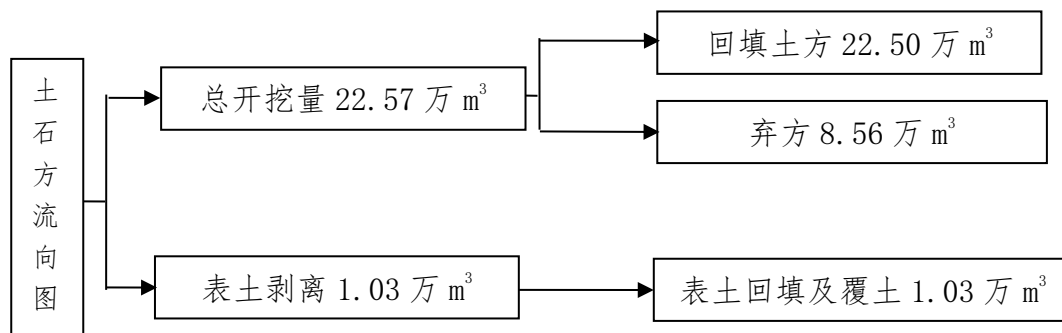 土石方流向图
总开挖量 22.57 万 m³
回填土方 22.50 万 m³
弃方 8.56 万 m³
表土剥离 1.03 万 m³
表土回填及覆土 1.03 万 m³